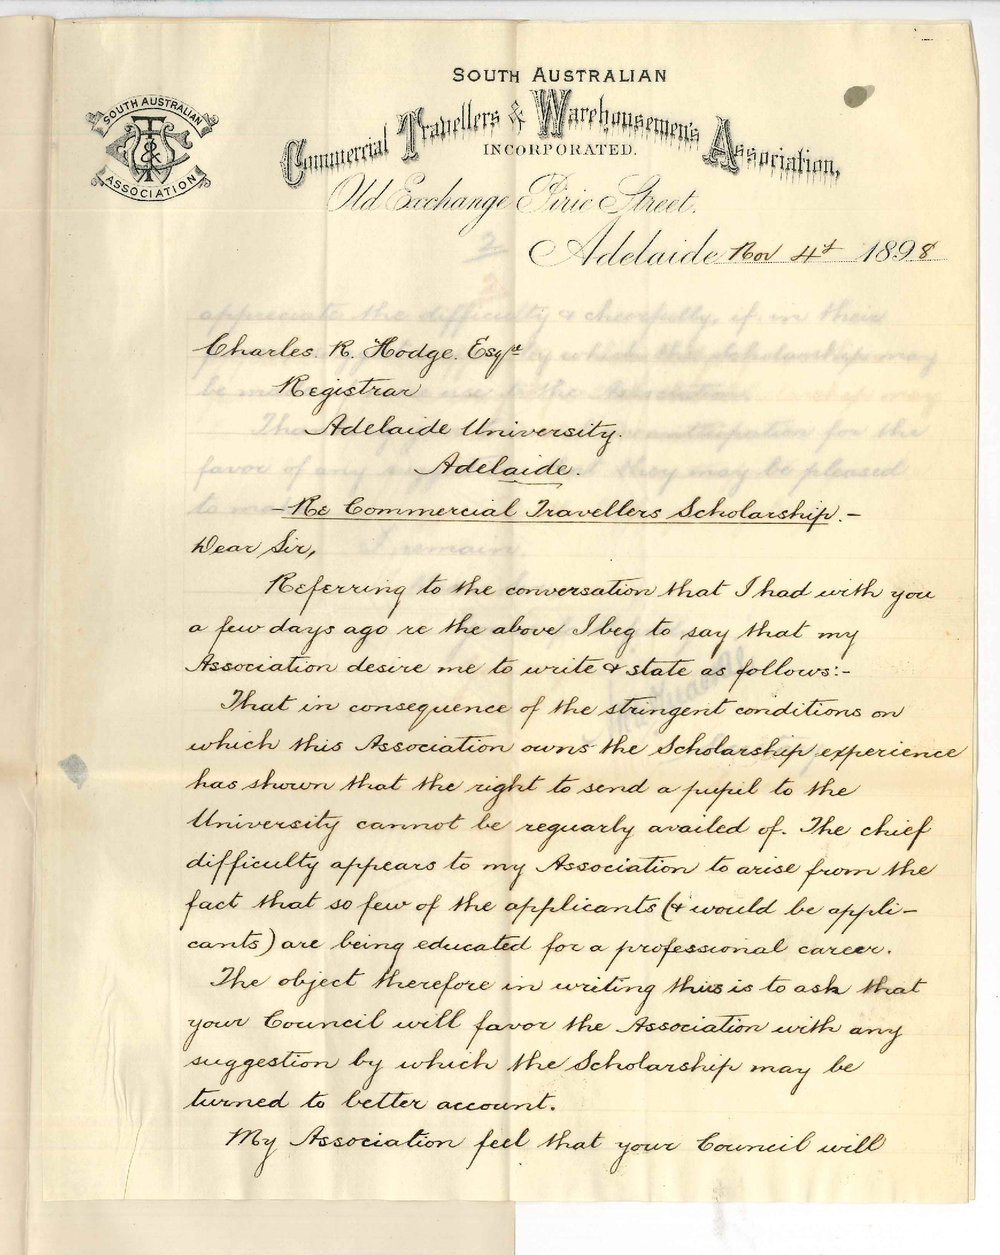 SOUTH AUSTRALIAN
Commercial Travellers & Warehousemen's Association,
INCORPORATED.
SOUTH AUSTRALIAN
CT&WA
ASSOCIATION
Old Exchange Pirie Street.
Adelaide Nov 4th 1898
Charles. R. Hodge. Esqre
Registrar
Adelaide University.
Adelaide.
- Re Commercial Travellers Scholarship. -
Dear Sir,
Referring to the conversation that I had with you
a few days ago re the above I beg to say that my
Association desire me to write & state as follows:-
That in consequence of the stringent conditions on
which this Association owns the Scholarship experience
has shown that the right to send a pupil to the
University cannot be reguarly availed of. The chief
difficulty appears to my Association to arise from the
fact that so few of the applicants (& would be appli-
cants) are being educated for a professional career.
The object therefore in writing thus is to ask that
your Council will favor the Association with any
suggestion by which the Scholarship may be
turned to better account.
My Association feel that your Council will